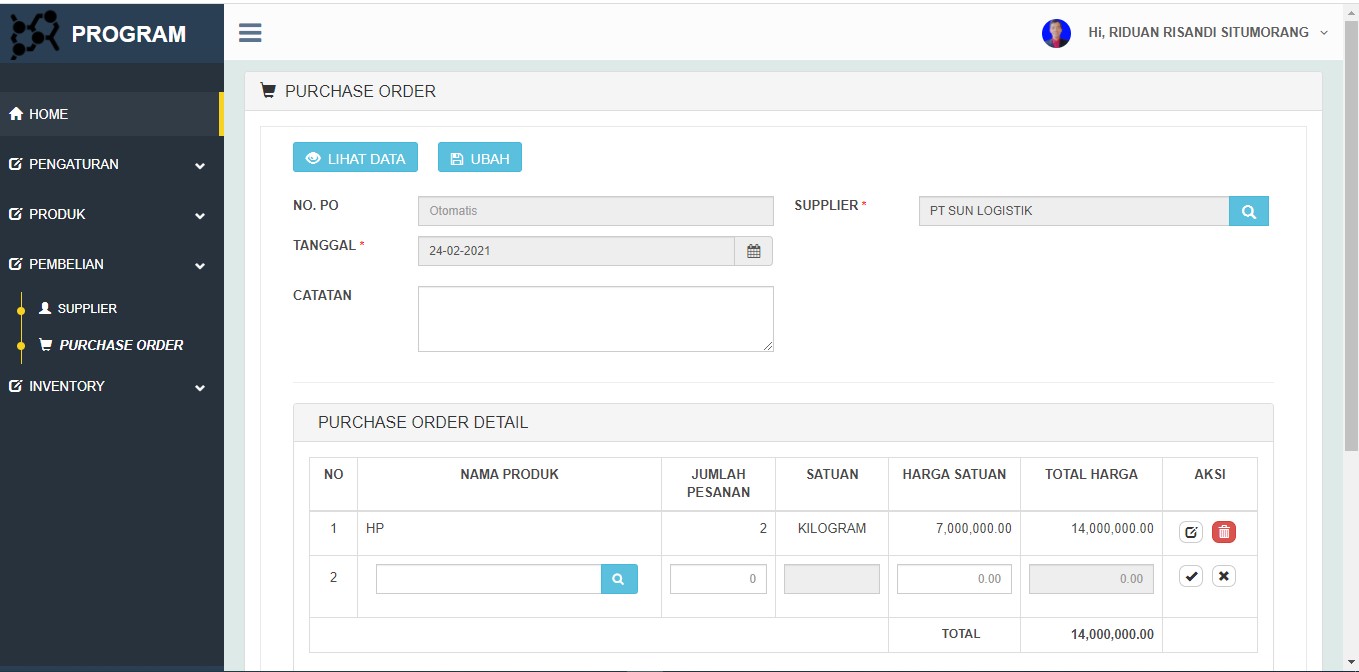 PROGRAM
Hi, RIDUAN RISANDI SITUMORANG
HOME
PENGATURAN
PRODUK
PEMBELIAN
SUPPLIER
PURCHASE ORDER
INVENTORY
PURCHASE ORDER
LIHAT DATA UBAH
NO. PO Otomatis SUPPLIER * PT SUN LOGISTIK
TANGGAL * 24-02-2021
CATATAN
PURCHASE ORDER DETAIL
NO NAMA PRODUK JUMLAH PESANAN SATUAN HARGA SATUAN TOTAL HARGA AKSI
1 HP 2 KILOGRAM 7,000,000.00 14,000,000.00
2 0 0.00 0.00
TOTAL 14,000,000.00